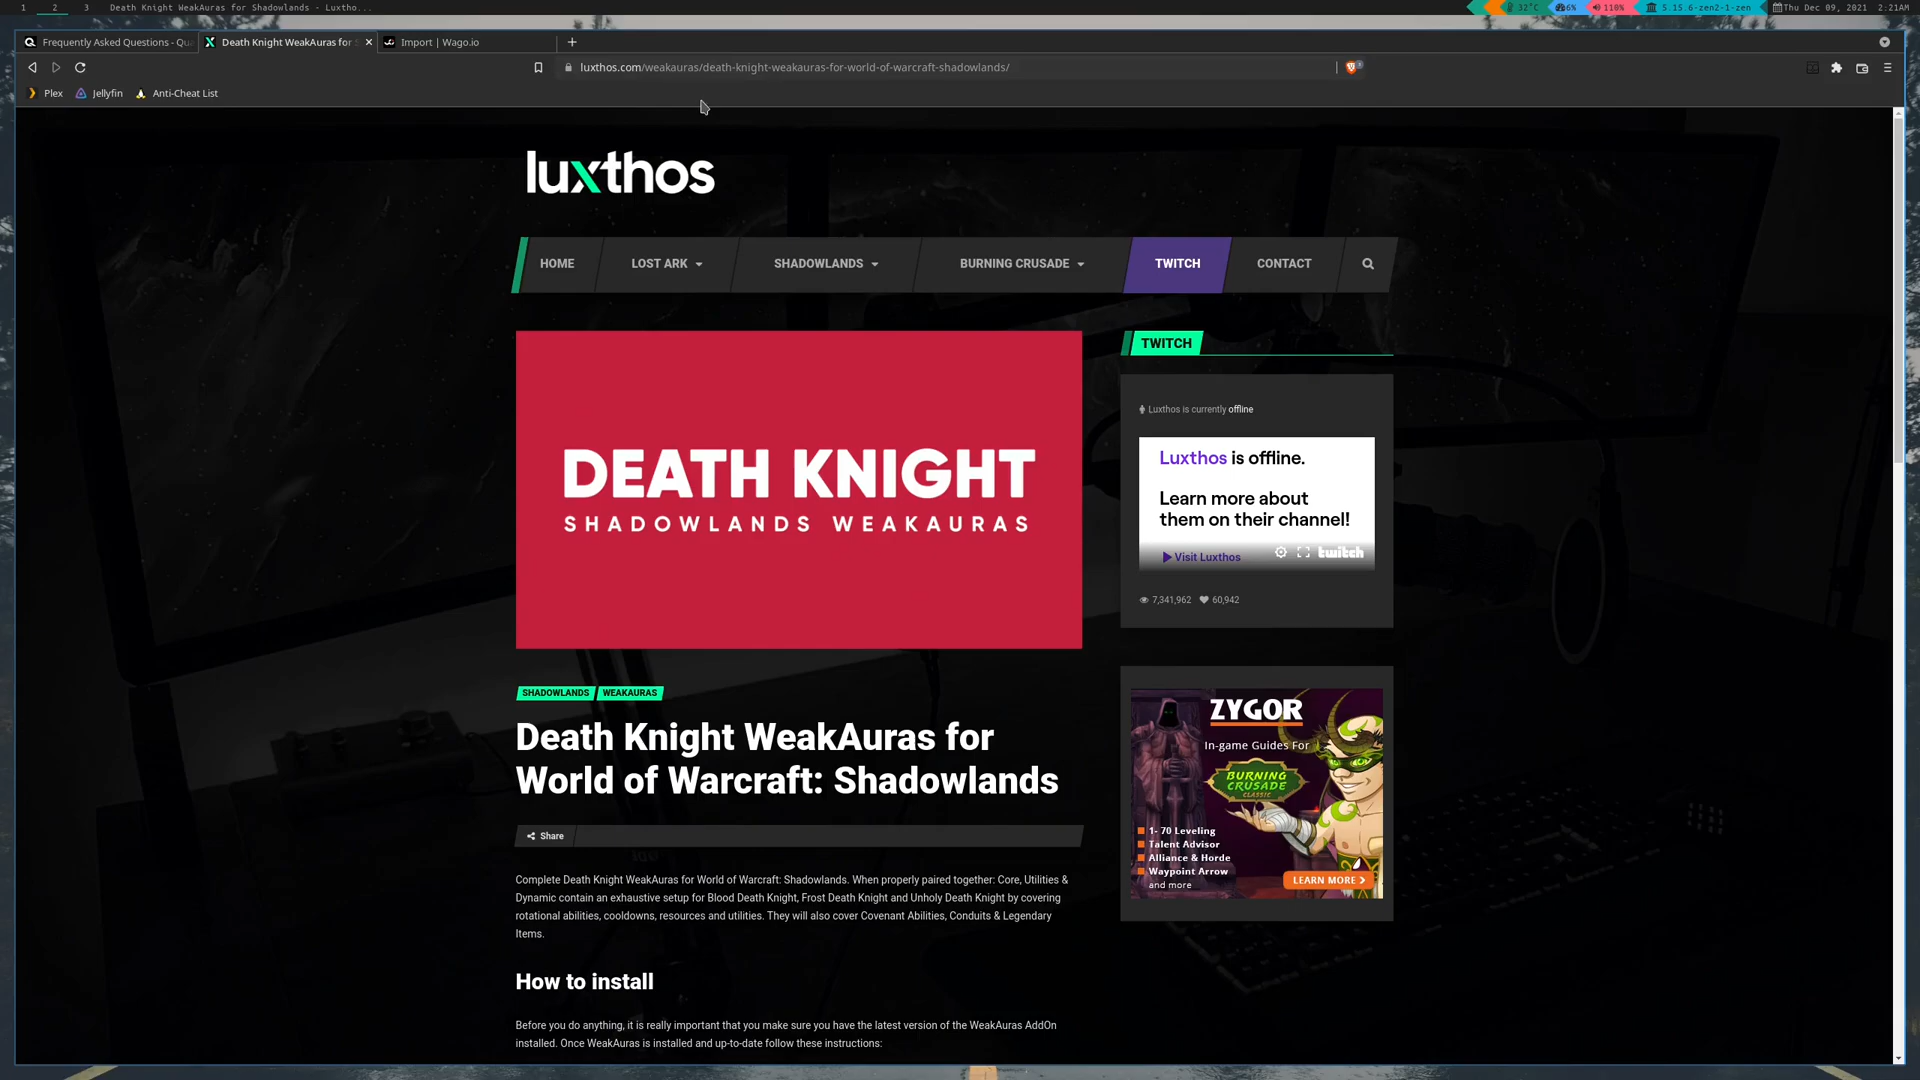 1 2 3 Death Knight WeakAuras for Shadowlands - Luxtho...
32°C 6% 110% 5.15.6-zen2-1-zen Thu Dec 09, 2021 2:21AM
Frequently Asked Questions - Qu
Death Knight WeakAuras for S
Import | Wago.io
luxthos.com/weakauras/death-knight-weakauras-for-world-of-warcraft-shadowlands/
Plex Jellyfin Anti-Cheat List
luxthos
HOME LOST ARK SHADOWLANDS BURNING CRUSADE TWITCH CONTACT
DEATH KNIGHT
SHADOWLANDS WEAKAURAS
TWITCH
Luxthos is currently offline
Luxthos is offline.
Learn more about
them on their channel!
Visit Luxthos twitch
7,341,962 60,942
SHADOWLANDS WEAKAURAS
Death Knight WeakAuras for
World of Warcraft: Shadowlands
Share
Complete Death Knight WeakAuras for World of Warcraft: Shadowlands. When properly paired together: Core, Utilities &
Dynamic contain an exhaustive setup for Blood Death Knight, Frost Death Knight and Unholy Death Knight by covering
rotational abilities, cooldowns, resources and utilities. They will also cover Covenant Abilities, Conduits & Legendary
Items.
How to install
Before you do anything, it is really important that you make sure you have the latest version of the WeakAuras AddOn
installed. Once WeakAuras is installed and up-to-date follow these instructions:
ZYGOR
In-game Guides For
BURNING
CRUSADE
CLASSIC
1- 70 Leveling
Talent Advisor
Alliance & Horde
Waypoint Arrow
and more
LEARN MORE